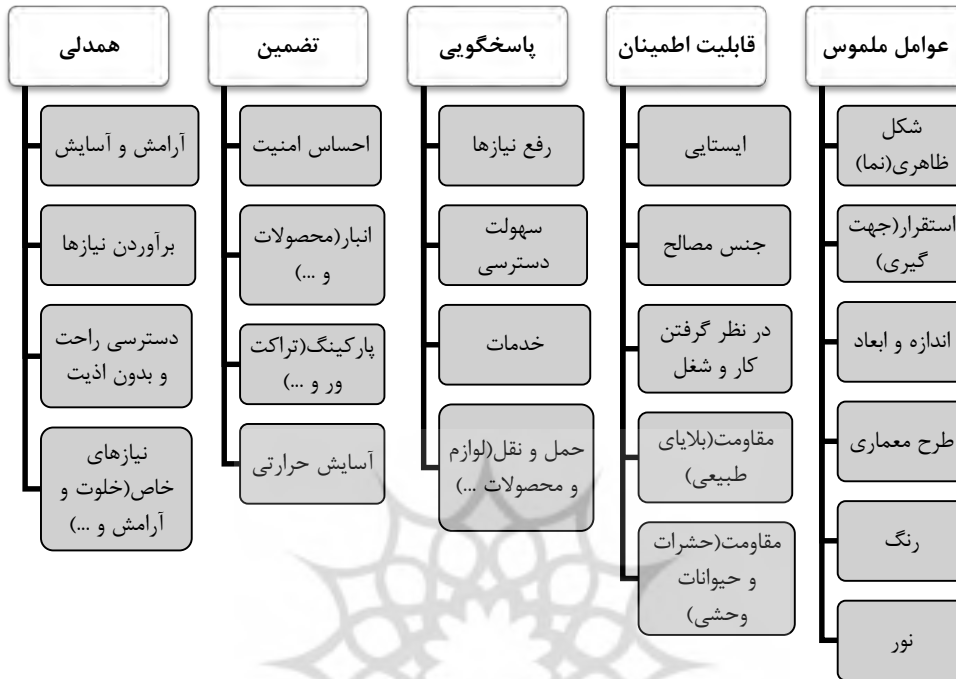 عوامل ملموس
شکل
ظاهری(نما)
استقرار(جهت
گیری)
اندازه و ابعاد
طرح معماری
رنگ
نور
قابلیت اطمینان
ایستایی
جنس مصالح
در نظر گرفتن
کار و شغل
مقاومت(بلایای
طبیعی)
مقاومت(حشرات
و حیوانات
وحشی)
پاسخگویی
رفع نیازها
سهولت
دسترسی
خدمات
حمل و نقل(لوازم
و محصولات ...)
تضمین
احساس امنیت
انبار(محصولات
و ...)
پارکینگ(تراکت
ور و ...)
آسایش حرارتی
همدلی
آرامش و آسایش
برآوردن نیازها
دسترسی راحت
و بدون اذیت
نیازهای
خاص(خلوت و
آرامش و ...)